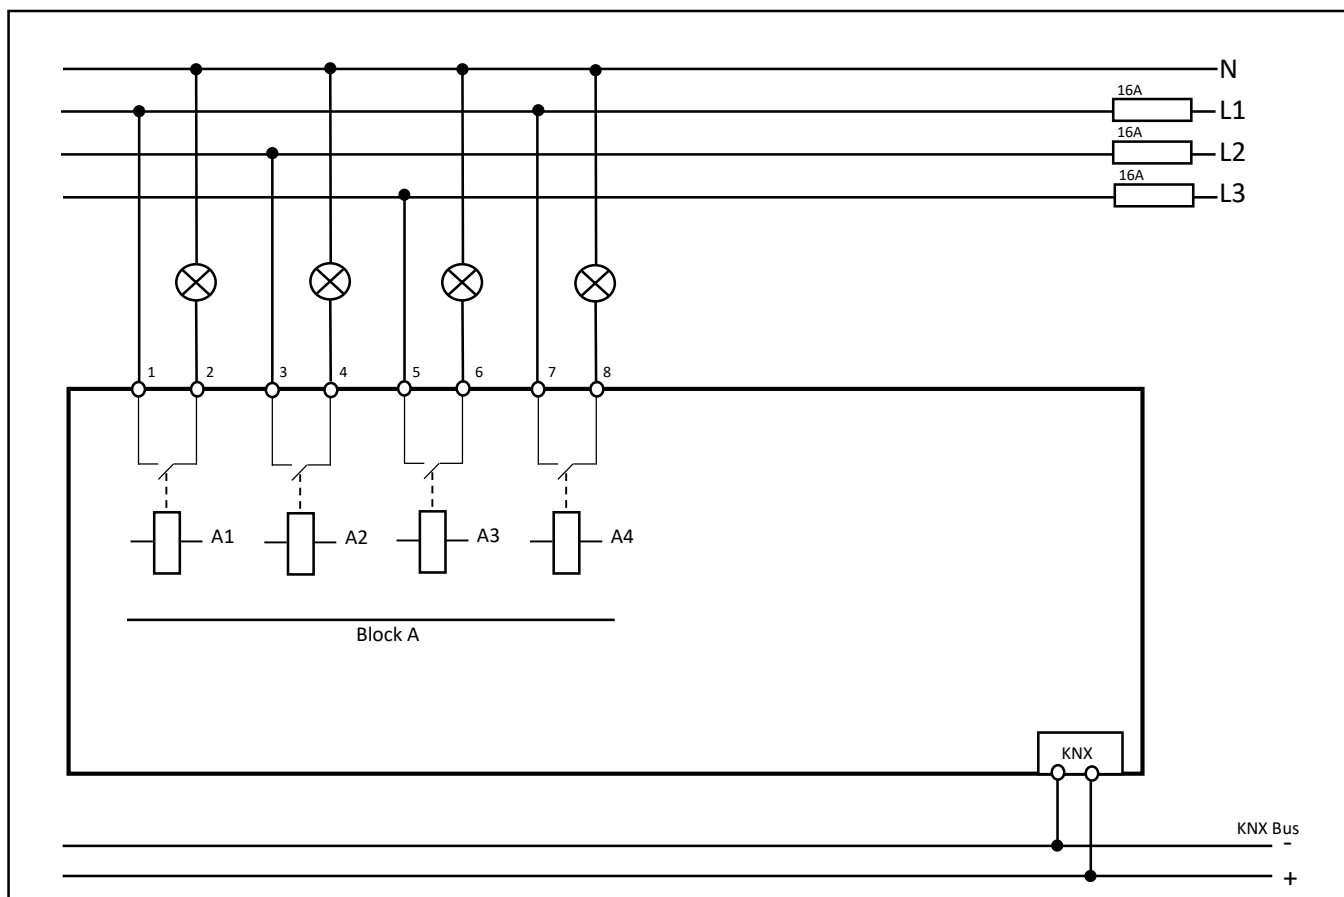 N
16A
L1
16A
L2
16A
L3
1 2 3 4 5 6 7 8
A1 A2 A3 A4
Block A
KNX
KNX Bus
-
+